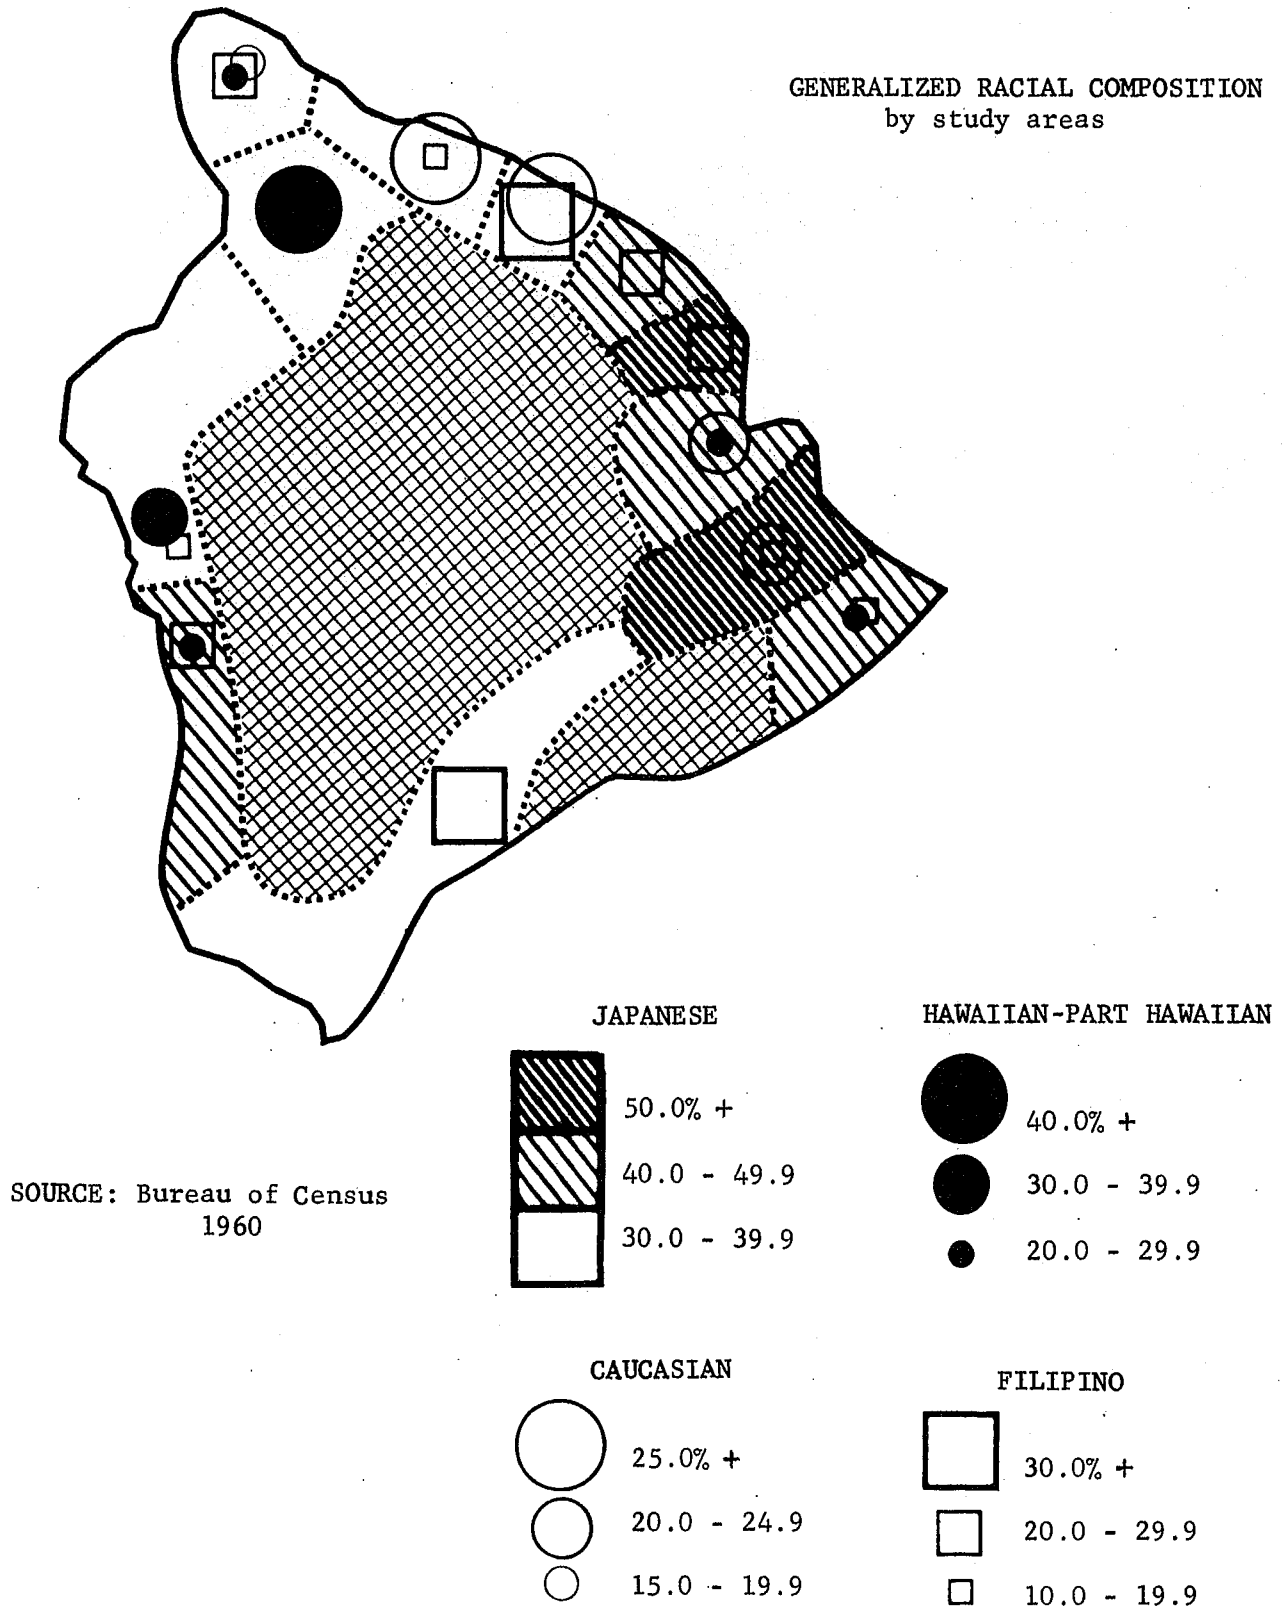 GENERALIZED RACIAL COMPOSITION
by study areas
JAPANESE
50.0% +
40.0 - 49.9
30.0 - 39.9
HAWAIIAN-PART HAWAIIAN
40.0% +
30.0 - 39.9
20.0 - 29.9
SOURCE: Bureau of Census
1960
CAUCASIAN
25.0% +
20.0 - 24.9
15.0 - 19.9
FILIPINO
30.0% +
20.0 - 29.9
10.0 - 19.9